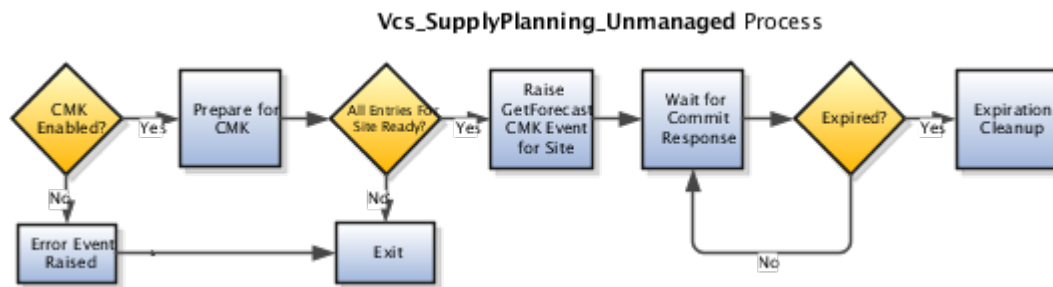 Vcs_SupplyPlanning_Unmanaged Process
CMK
Enabled?
Yes
Prepare for
CMK
All Entries For
Site Ready?
Yes
Raise
GetForecast
CMK Event
for Site
Wait for
Commit
Response
Expired?
Yes
Expiration
Cleanup
No
No
Error Event
Raised
Exit
No